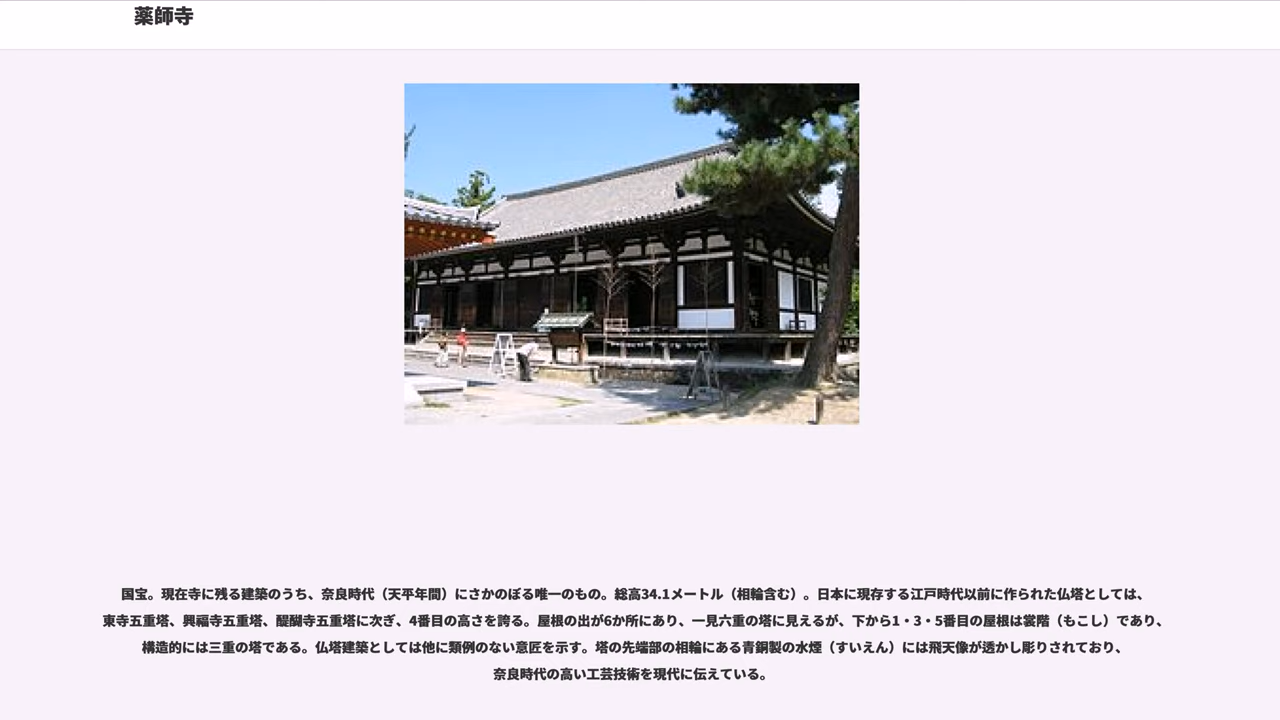 薬師寺
国宝。現在寺に残る建築のうち、奈良時代（天平年間）にさかのぼる唯一のもの。総高34.1メートル（相輪含む）。日本に現存する江戸時代以前に作られた仏塔としては、
東寺五重塔、興福寺五重塔、醍醐寺五重塔に次ぎ、4番目の高さを誇る。屋根の出が6か所にあり、一見六重の塔に見えるが、下から1・3・5番目の屋根は裳階（もこし）であり、
構造的には三重の塔である。仏塔建築としては他に類例のない意匠を示す。塔の先端部の相輪にある青銅製の水煙（すいえん）には飛天像が透かし彫りされており、
奈良時代の高い工芸技術を現代に伝えている。